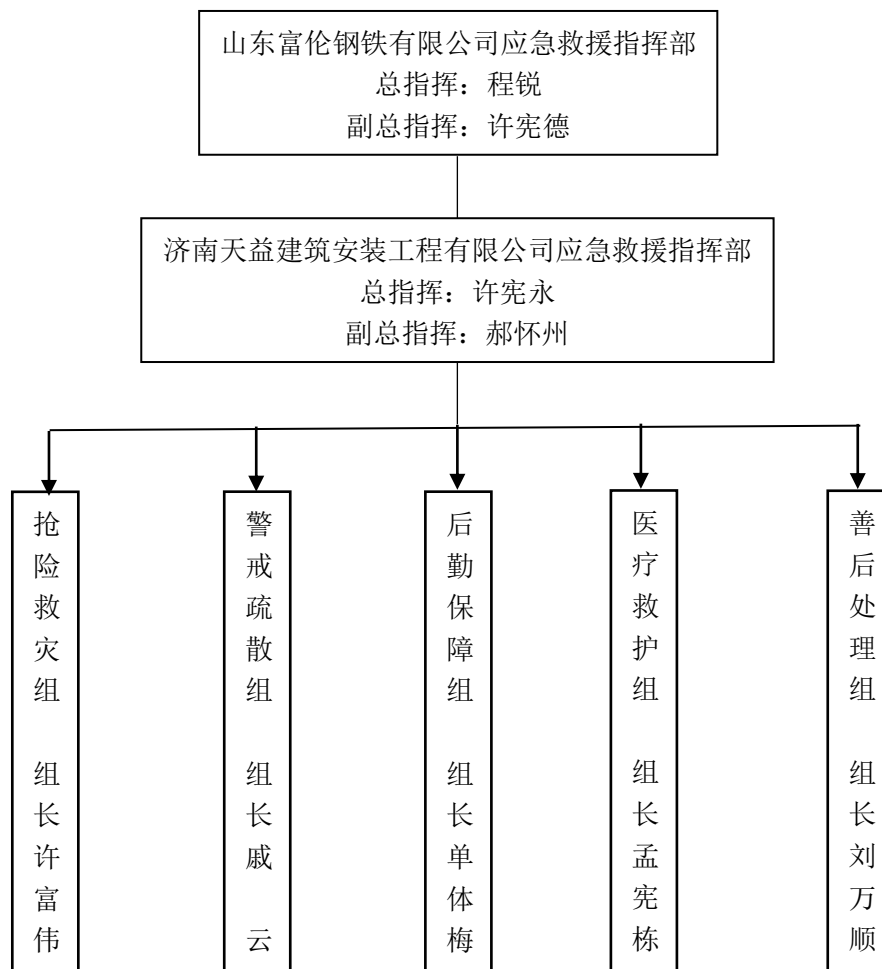 山东富伦钢铁有限公司应急救援指挥部
总指挥：程锐
副总指挥：许宪德
济南天益建筑安装工程有限公司应急救援指挥部
总指挥：许宪永
副总指挥：郝怀州
抢险救灾组 组长许富伟
警戒疏散组 组长戚 云
后勤保障组 组长单体梅
医疗救护组 组长孟宪栋
善后处理组 组长刘万顺